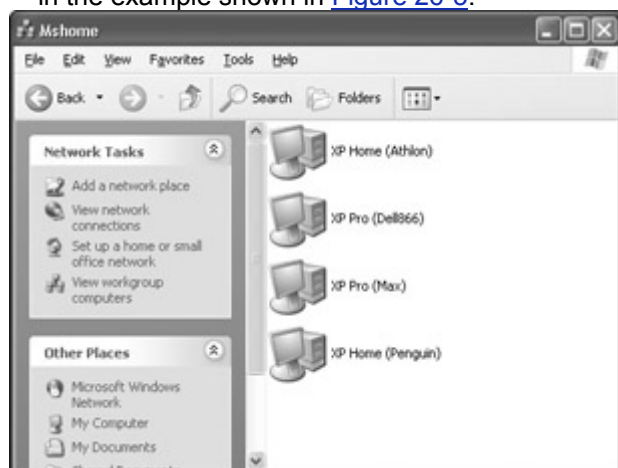 in the example shown in Figure 20-6.
Mshome
File Edit View Favorites Tools Help
Back Search Folders
Network Tasks
Add a network place
View network
connections
Set up a home or small
office network
View workgroup
computers
Other Places
Microsoft Windows
Network
My Computer
My Documents
XP Home (Athlon)
XP Pro (Dell866)
XP Pro (Max)
XP Home (Penguin)